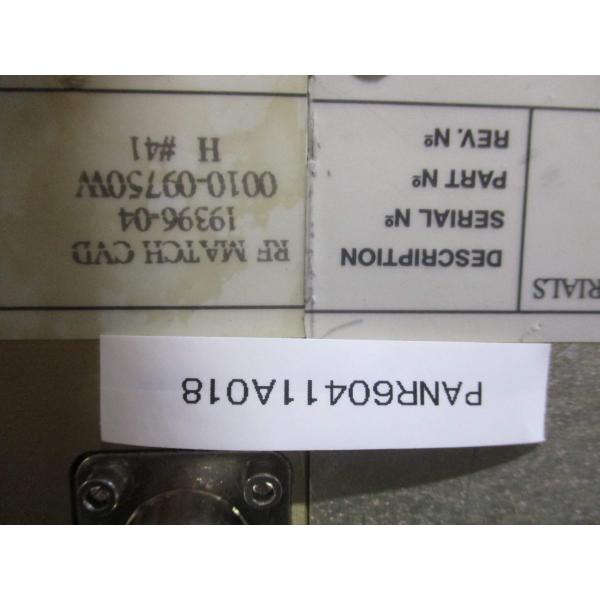 PANR60411A018
RIALS
DESCRIPTION RF MATCH CVD
SERIAL Nº 19396-04
PART Nº 0010-09750W
REV. Nº H #41